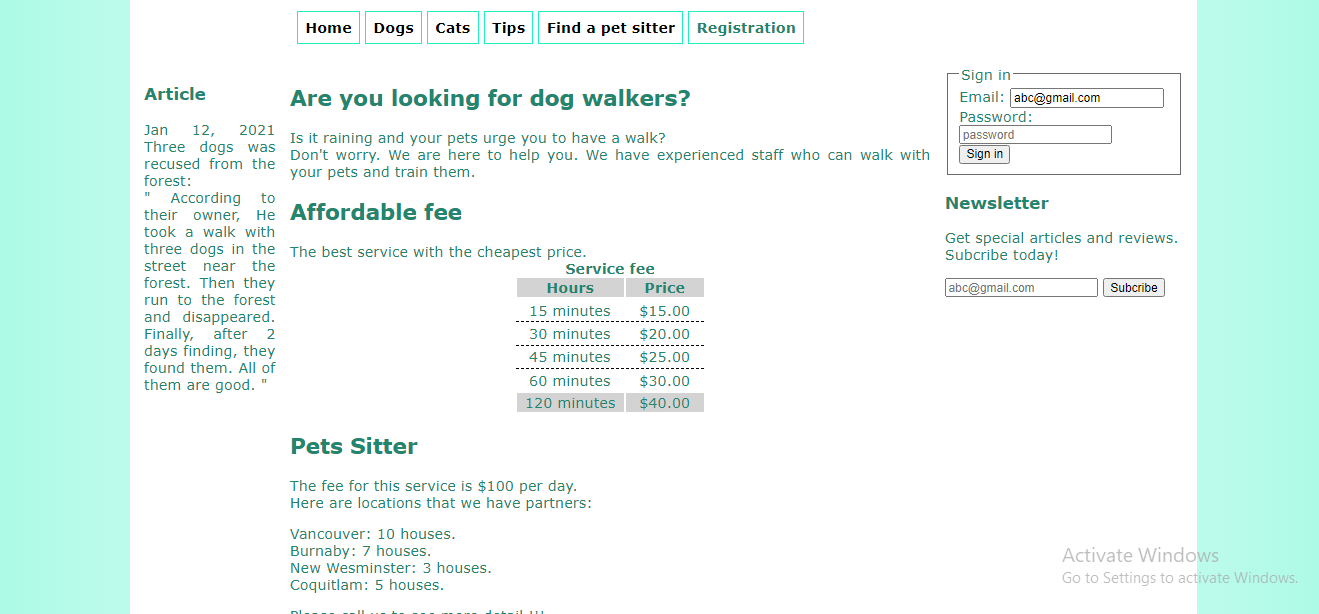 Home Dogs Cats Tips Find a pet sitter Registration
Article
Jan 12, 2021
Three dogs was
recused from the
forest:
" According to
their owner, He
took a walk with
three dogs in the
street near the
forest. Then they
run to the forest
and disappeared.
Finally, after 2
days finding, they
found them. All of
them are good. "
Are you looking for dog walkers?
Is it raining and your pets urge you to have a walk?
Don't worry. We are here to help you. We have experienced staff who can walk with
your pets and train them.
Affordable fee
The best service with the cheapest price.
Service fee
Hours Price
15 minutes $15.00
30 minutes $20.00
45 minutes $25.00
60 minutes $30.00
120 minutes $40.00
Pets Sitter
The fee for this service is $100 per day.
Here are locations that we have partners:
Vancouver: 10 houses.
Burnaby: 7 houses.
New Wesminster: 3 houses.
Coquitlam: 5 houses.
Please call us to see more detail !!!
Sign in
Email: abc@gmail.com
Password:
password
Sign in
Newsletter
Get special articles and reviews.
Subcribe today!
abc@gmail.com Subcribe
Activate Windows
Go to Settings to activate Windows.